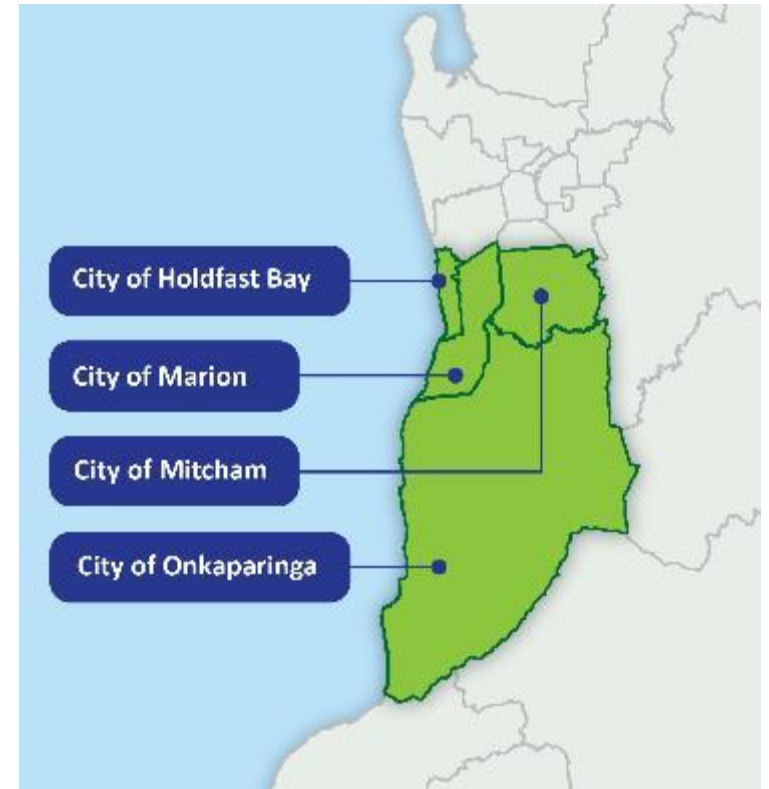 City of Holdfast Bay
City of Marion
City of Mitcham
City of Onkaparinga